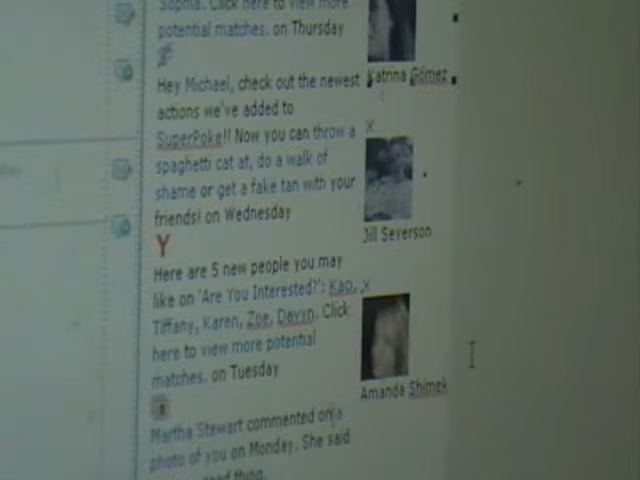 Sophia. Click here to view more
potential matches. on Thursday
Katrina Gomez
Hey Michael, check out the newest
actions we've added to
SuperPoke!! Now you can throw a
spaghetti cat at, do a walk of
shame or get a fake tan with your
friends! on Wednesday
Jill Severson
Y
Here are 5 new people you may
like on 'Are You Interested?':
Tiffany, Karen, Zoe, Davyn. Click
here to view more potential
matches. on Tuesday
Amanda Shimek
Martha Stewart commented on a
photo of you on Monday. She said
good thing.